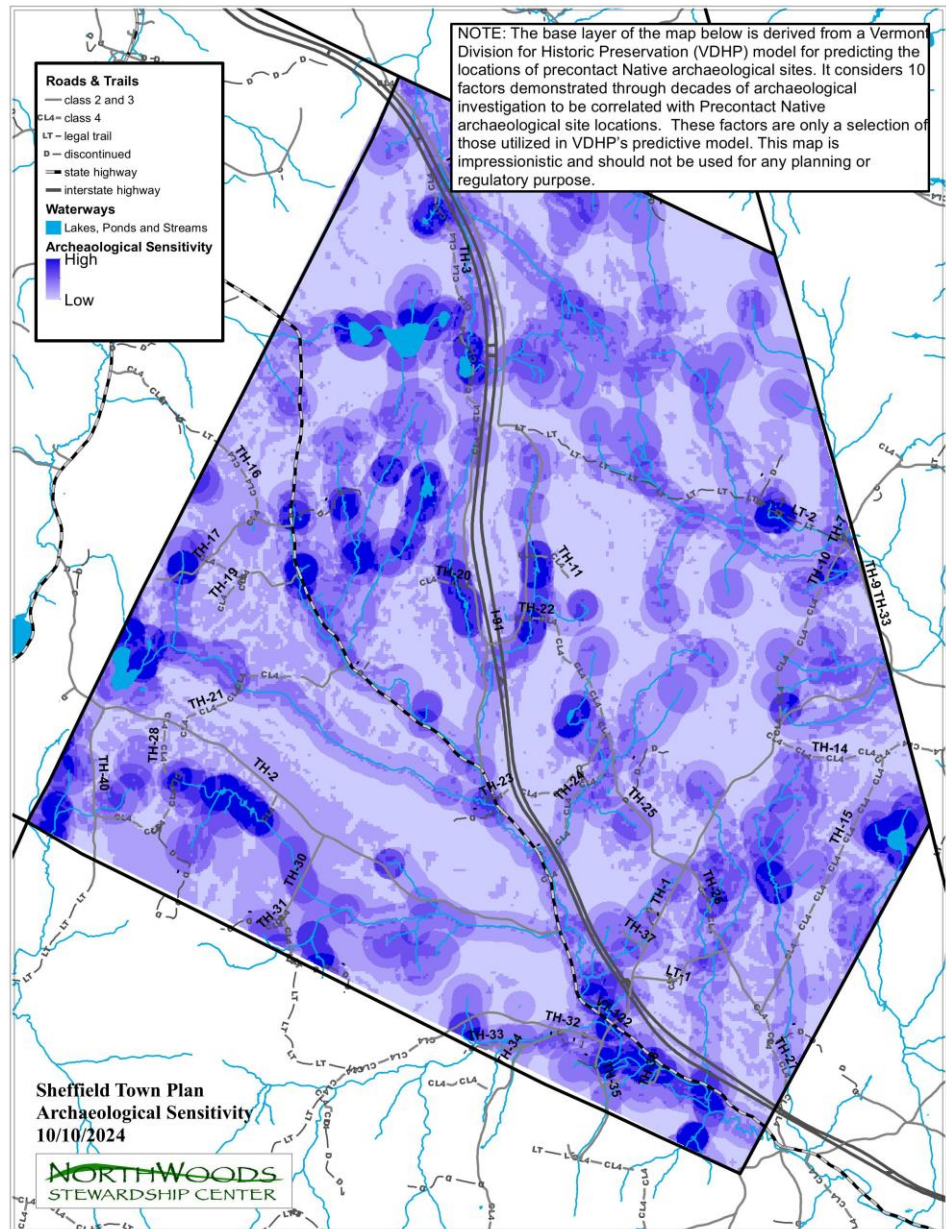 NOTE: The base layer of the map below is derived from a Vermont
Division for Historic Preservation (VDHP) model for predicting the
locations of precontact Native archaeological sites. It considers 10
factors demonstrated through decades of archaeological
investigation to be correlated with Precontact Native
archaeological site locations. These factors are only a selection of
those utilized in VDHP's predictive model. This map is
impressionistic and should not be used for any planning or
regulatory purpose.
Roads & Trails
class 2 and 3
CL4 class 4
LT legal trail
D discontinued
state highway
interstate highway
Waterways
Lakes, Ponds and Streams
Archaeological Sensitivity
High
Low
TH-3
TH-16
TH-17
TH-19
TH-20
TH-11
TH-22
I-91
LT-2
TH-7
TH-10
TH-9
TH-33
TH-21
TH-28
TH-2
TH-40
TH-23
TH-24
TH-25
TH-14
TH-15
TH-30
TH-31
TH-1
TH-26
TH-37
LT-1
TH-32
TH-33
TH-34
TH-35
Sheffield Town Plan
Archaeological Sensitivity
10/10/2024
NORTHWOODS
STEWARDSHIP CENTER